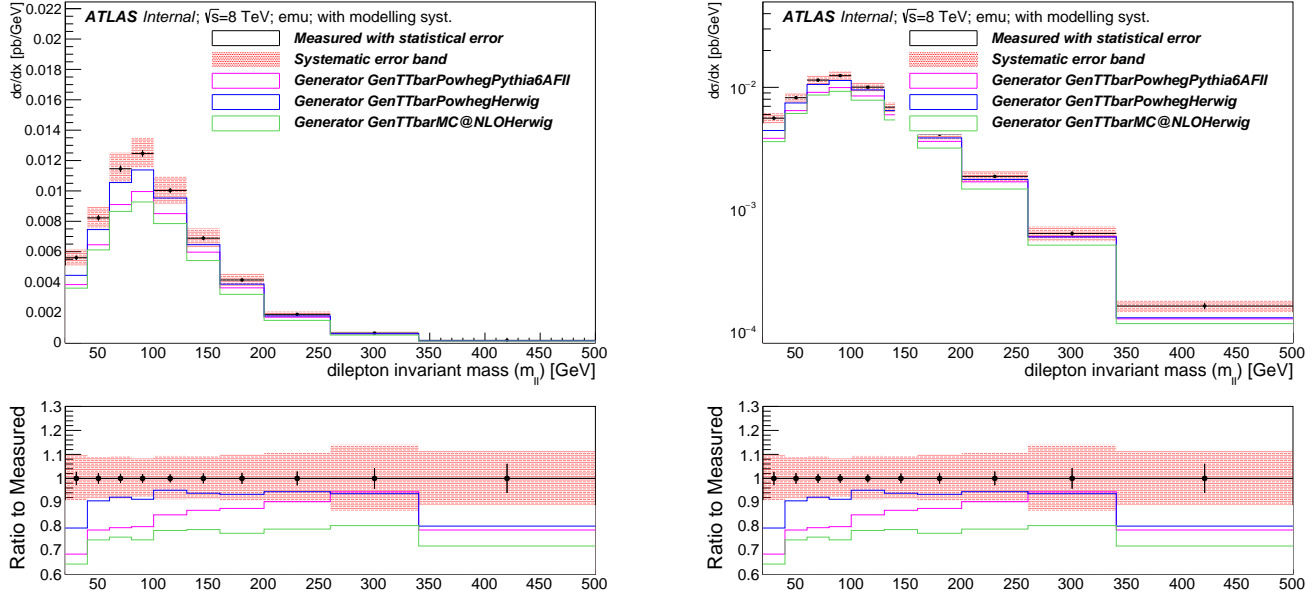 ATLAS Internal; √s=8 TeV; emu; with modelling syst.
Measured with statistical error
Systematic error band
Generator GenTTbarPowhegPythia6AFII
Generator GenTTbarPowhegHerwig
Generator GenTTbarMC@NLOHerwig
dσ/dx [pb/GeV]
0.022
0.02
0.018
0.016
0.014
0.012
0.01
0.008
0.006
0.004
0.002
0
50 100 150 200 250 300 350 400 450 500
dilepton invariant mass (m_ll) [GeV]
Ratio to Measured
1.3
1.2
1.1
1
0.9
0.8
0.7
0.6
50 100 150 200 250 300 350 400 450 500
ATLAS Internal; √s=8 TeV; emu; with modelling syst.
Measured with statistical error
Systematic error band
Generator GenTTbarPowhegPythia6AFII
Generator GenTTbarPowhegHerwig
Generator GenTTbarMC@NLOHerwig
dσ/dx [pb/GeV]
10⁻²
10⁻³
10⁻⁴
50 100 150 200 250 300 350 400 450 500
dilepton invariant mass (m_ll) [GeV]
Ratio to Measured
1.3
1.2
1.1
1
0.9
0.8
0.7
0.6
50 100 150 200 250 300 350 400 450 500